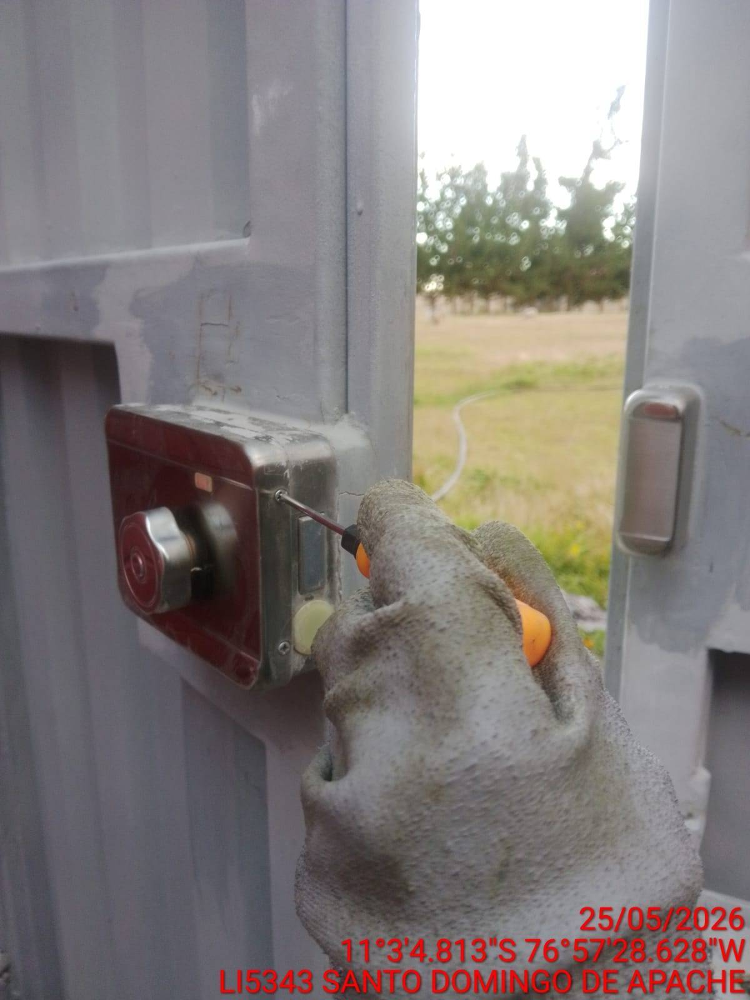 25/05/2026
11°3'4.813"S 76°57'28.628"W
LI5343 SANTO DOMINGO DE APACHE